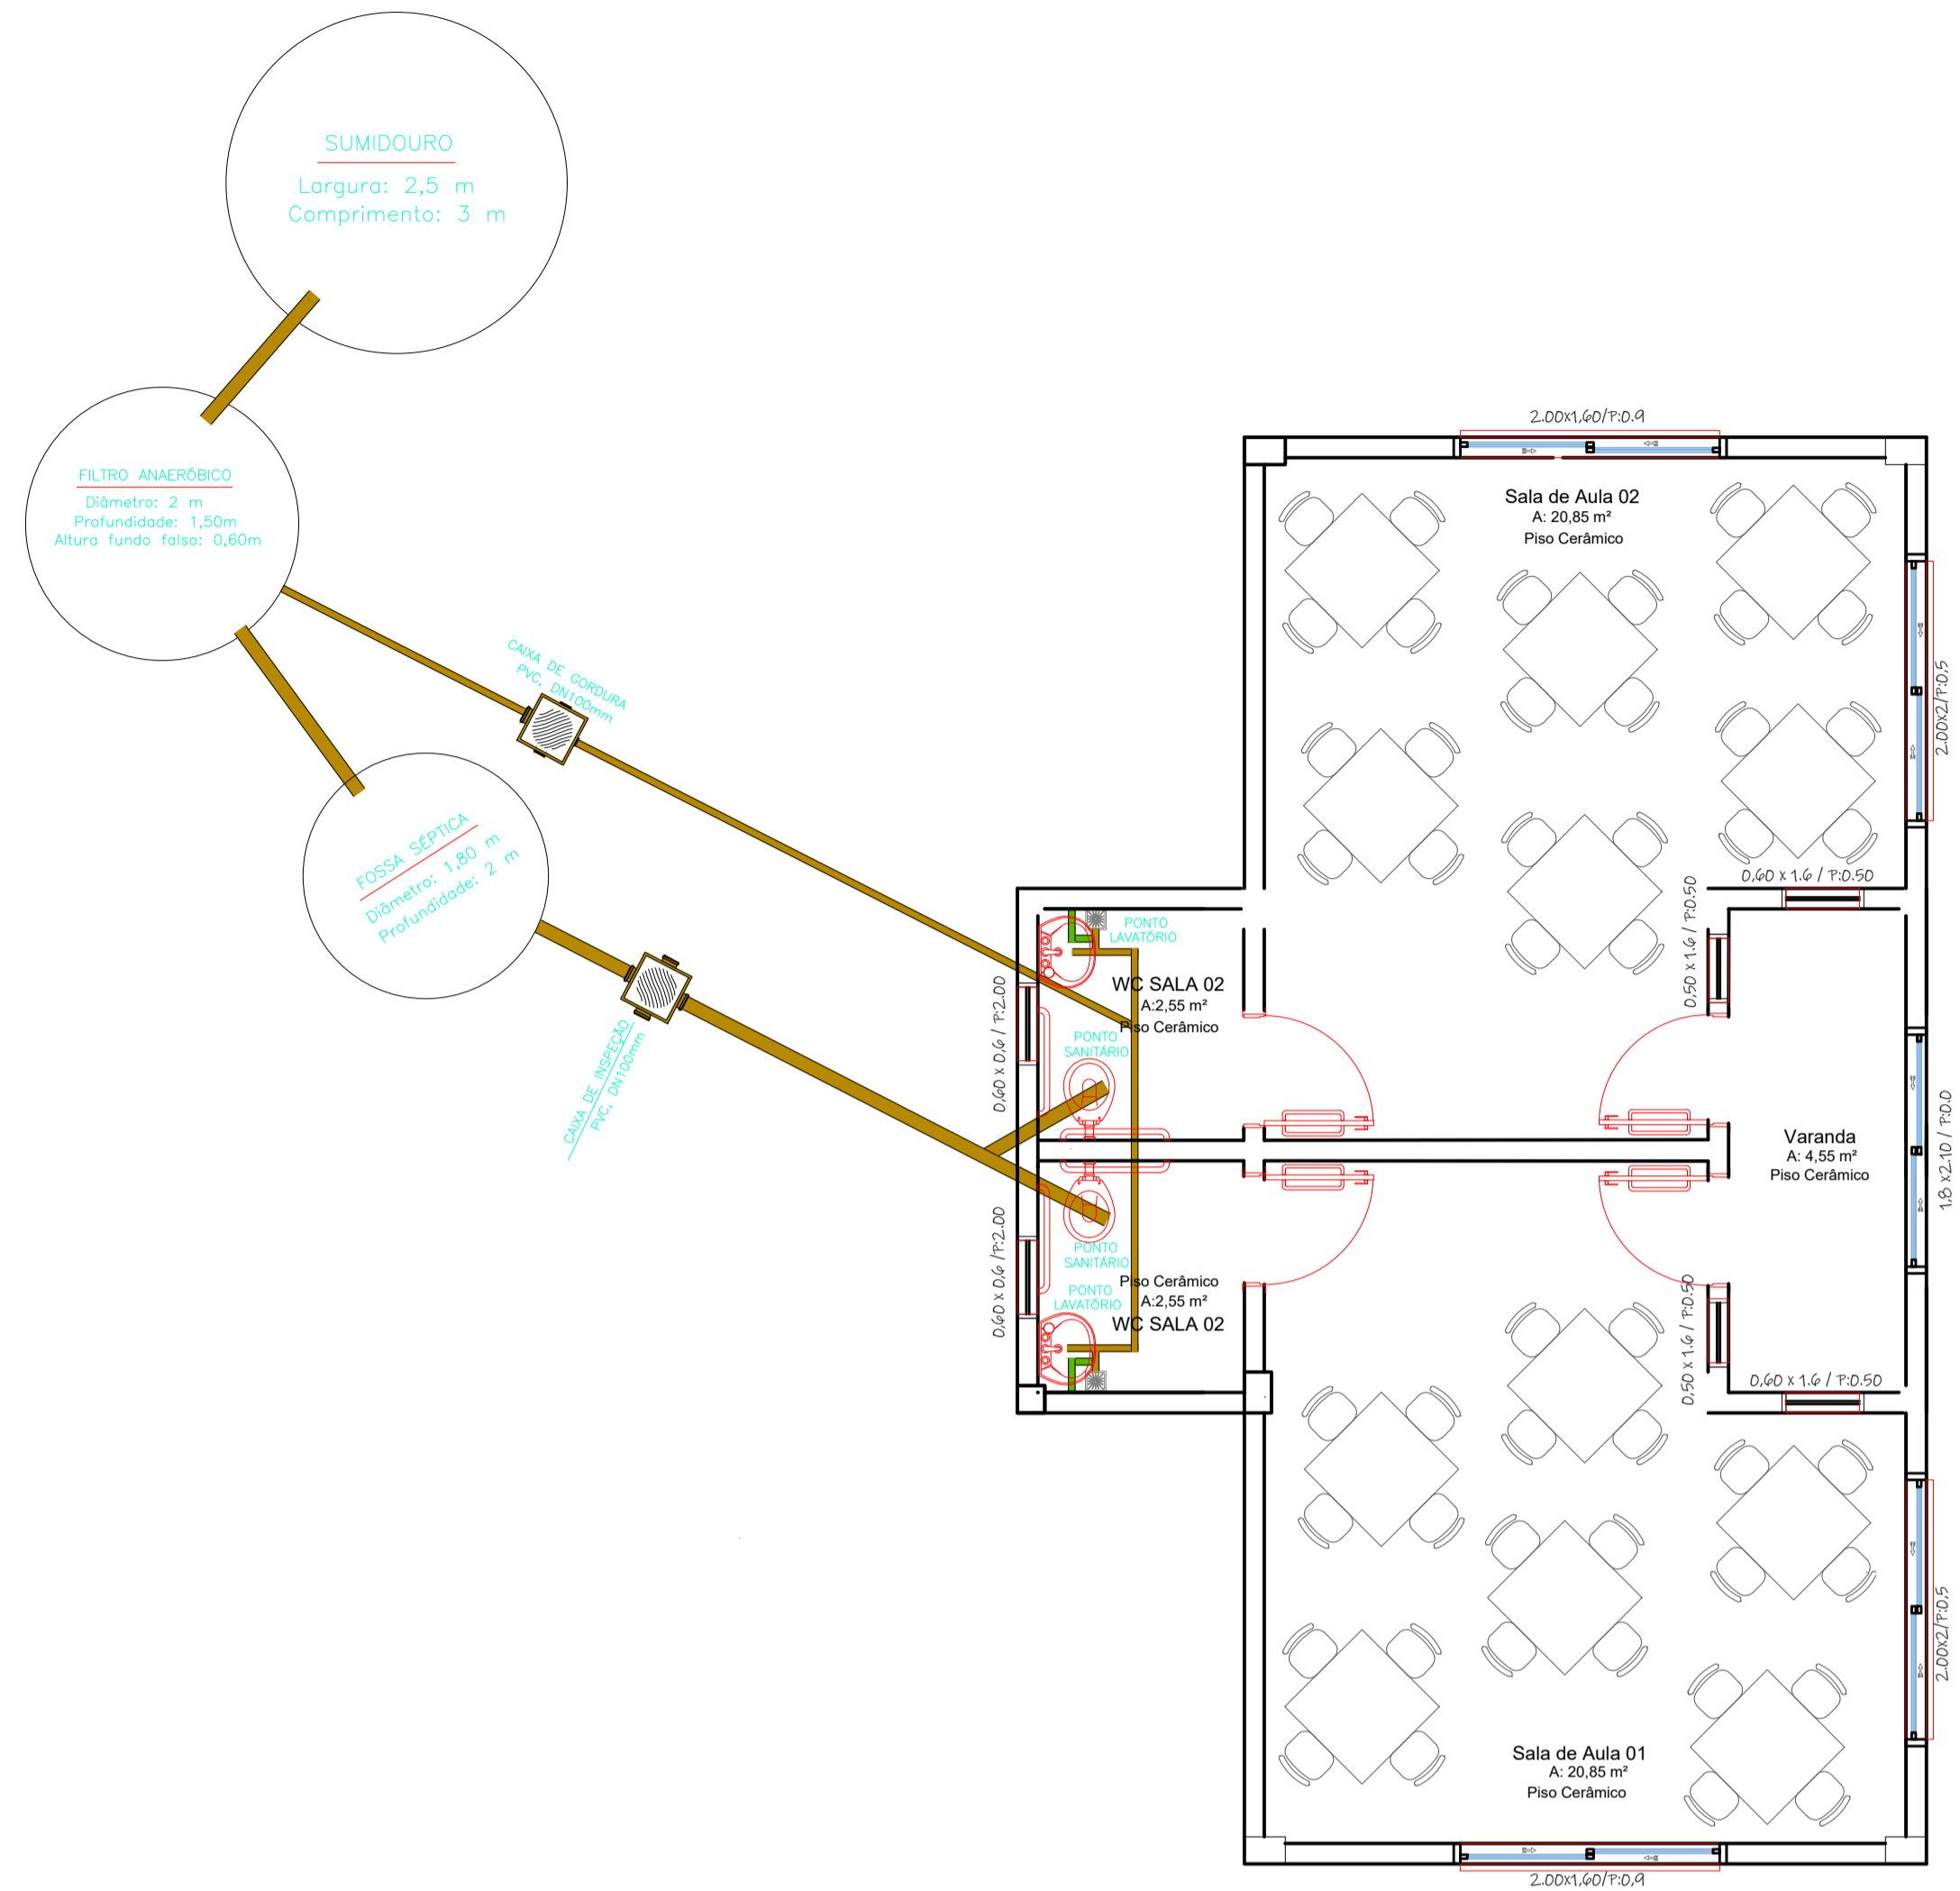 SUMIDOURO
Largura: 2,5 m
Comprimento: 3 m
FILTRO ANAERÓBICO
Diâmetro: 2 m
Profundidade: 1,50m
Altura fundo falso: 0,60m
CAIXA DE GORDURA
PVC, DN100mm
FOSSA SÉPTICA
Diâmetro: 1,80 m
Profundidade: 2 m
CAIXA DE INSPEÇÃO
PVC, DN100mm
2.00x1,60/P:0.9
Sala de Aula 02
A: 20,85 m²
Piso Cerâmico
2.00x2/P:0,5
0,60 x 1.6 / P:0.50
0,50 x 1.6 / P:0.50
PONTO
LAVATÓRIO
WC SALA 02
A:2,55 m²
Piso Cerâmico
0,60 x 0,6 / P:2.00
PONTO
SANITÁRIO
Varanda
A: 4,55 m²
Piso Cerâmico
1,8 x2.10 / P:0.0
PONTO
SANITÁRIO
PONTO
LAVATÓRIO
Piso Cerâmico
A:2,55 m²
WC SALA 02
0,60 x 0,6 /P:2.00
0,50 x 1.6 / P:0.50
0,60 x 1.6 / P:0.50
2.00x2/P:0,5
Sala de Aula 01
A: 20,85 m²
Piso Cerâmico
2.00x1,60/P:0,9